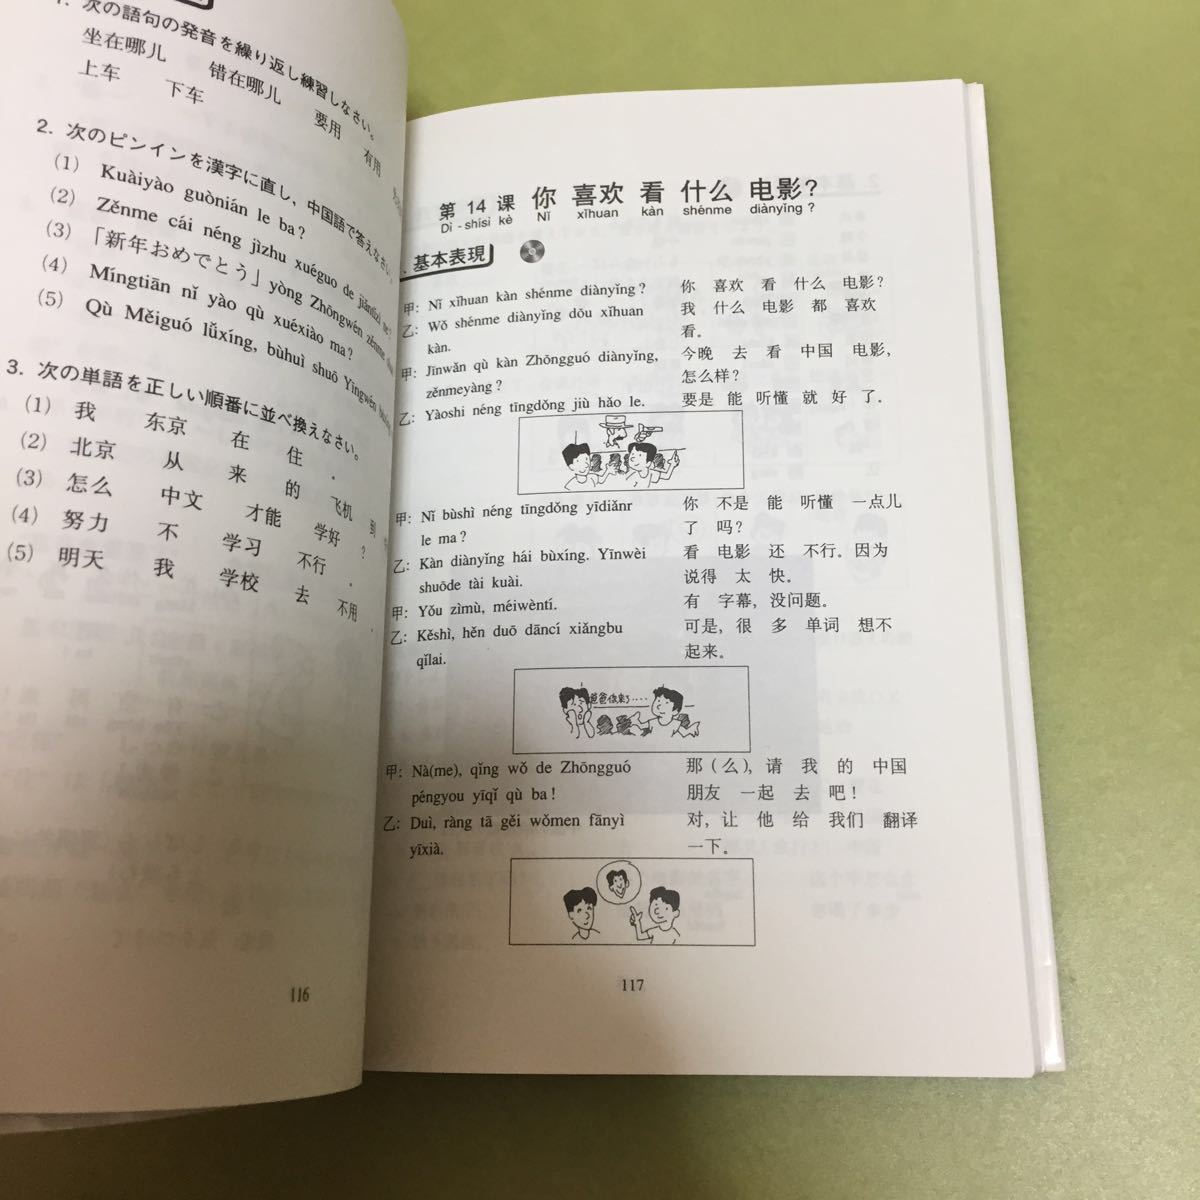 1. 次の語句の発音を繰り返し練習しなさい。
坐在哪儿 错在哪儿 要用 有用
上车 下车
2. 次のピンインを漢字に直し，中国語で答えなさい。
(1) Kuàiyào guònián le ba?
(2) Zěnme cái néng jìzhu xuéguo de jiǎntǐzì ne?
(3) 「新年おめでとう」yòng Zhōngwén zěnme
(4) Míngtiān nǐ yào qù xuéxiào ma?
(5) Qù Měiguó lǚxíng, bùhuì shuō Yīngwén
3. 次の単語を正しい順番に並べ換えなさい。
(1) 我 东京 在 住 。
(2) 北京 从 来 的 飞机 到
(3) 怎么 中文 才能 学好 ?
(4) 努力 不 学习 不行 。
(5) 明天 我 学校 去 不用 .
116
第 14 课 你 喜欢 看 什么 电影?
Dì - shísì kè Nǐ xǐhuan kàn shénme diànyǐng ?
. 基本表現
甲: Nǐ xǐhuan kàn shénme diànyǐng ? 你 喜欢 看 什么 电影?
乙: Wǒ shénme diànyǐng dōu xǐhuan 我 什么 电影 都 喜欢
kàn. 看。
甲: Jīnwǎn qù kàn Zhōngguó diànyǐng, 今晚 去 看 中国 电影,
zěnmeyàng ? 怎么样?
乙: Yàoshi néng tīngdǒng jiù hǎo le. 要是 能 听懂 就 好 了。
甲: Nǐ bùshì néng tīngdǒng yīdiǎnr 你 不是 能 听懂 一点儿
le ma ? 了 吗?
乙: Kàn diànyǐng hái bùxíng. Yīnwèi 看 电影 还 不行。因为
shuōde tài kuài. 说得 太 快。
甲: Yǒu zìmù, méiwèntí. 有 字幕, 没问题。
乙: Kěshì, hěn duō dāncí xiǎngbu 可是, 很 多 单词 想不
qǐlai. 起来。
爸爸你来了····
甲: Nà(me), qǐng wǒ de Zhōngguó 那(么), 请 我 的 中国
péngyou yīqǐ qù ba ! 朋友 一起 去 吧!
乙: Duì, ràng tā gěi wǒmen fānyì 对, 让 他 给 我们 翻译
yīxià. 一下。
117